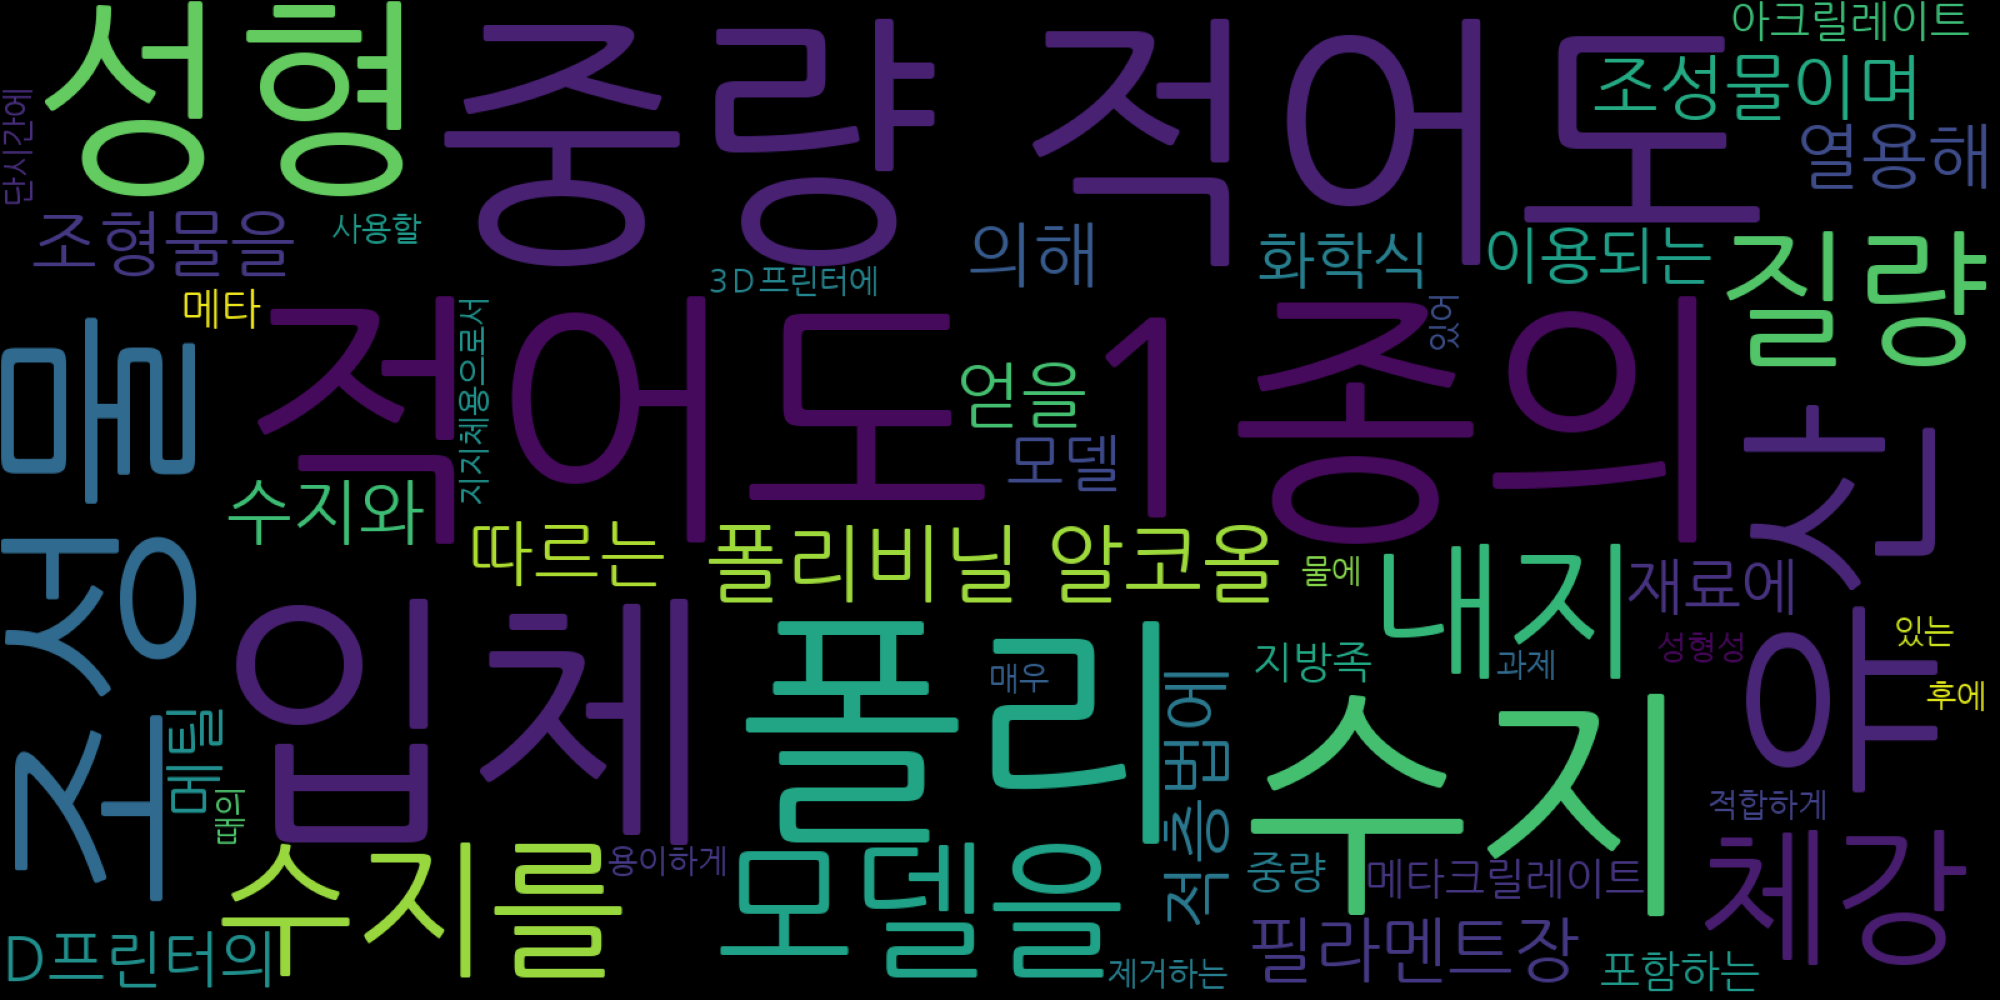 성형
중량 적어도
아크릴레이트
조성물이며
단시간에
열용해
조형물을
사용할
의해
화학식
이용되는
질량
3D프린터에
메타
적어도 1종의
지지체용으로서
있어
얻을
모델
조성물
산
수지와
따르는
폴리비닐 알코올
물에
내지
재료에
입체
폴리
매우
지방족
과제
성형성
있는
야
후에
적층법에
수지
메틸
의해
적합하게
수지를
용이하게
모델을
중량
메타크릴레이트
체강
D프린터의
제거하는
필라멘트장
포함하는